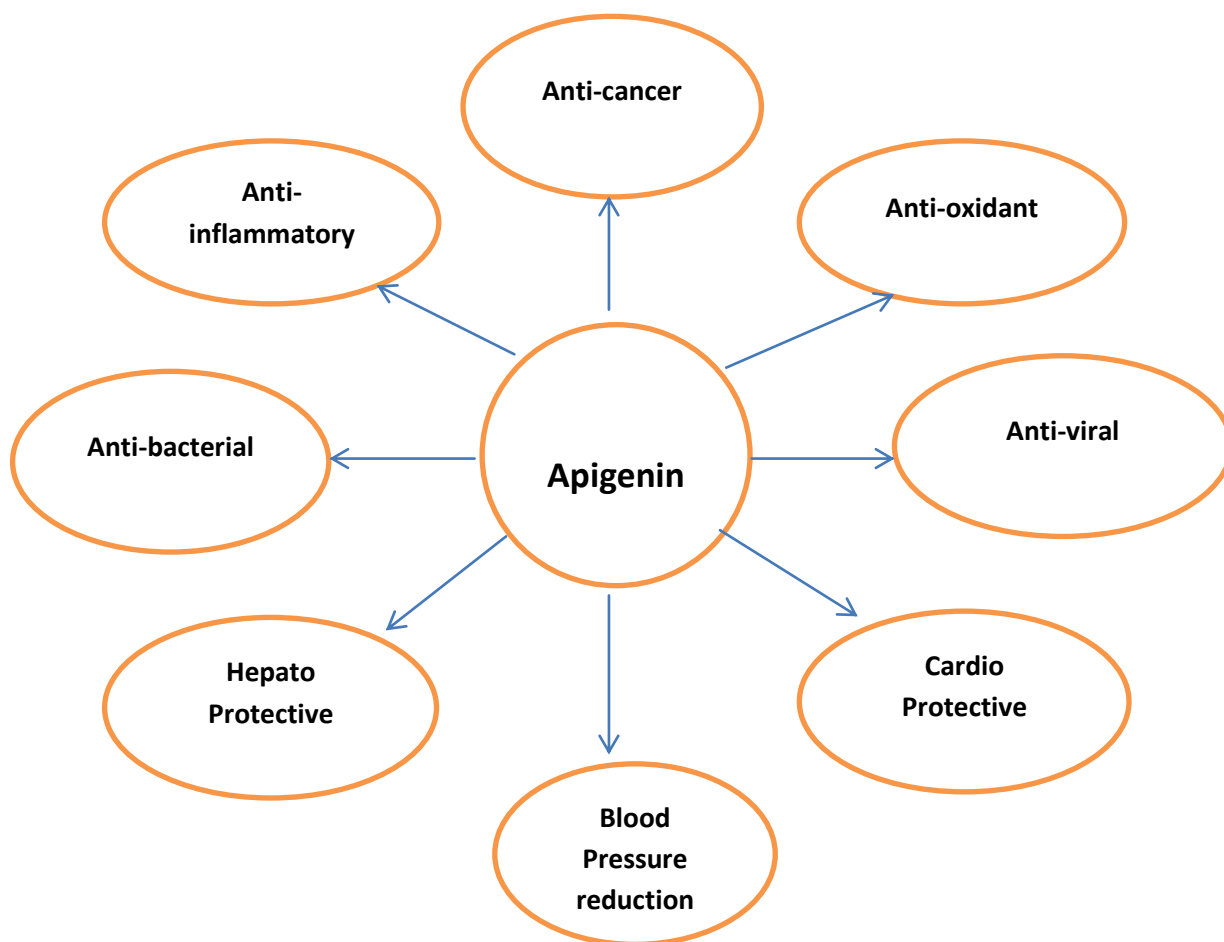 Anti-cancer
Anti-
inflammatory
Anti-oxidant
Anti-bacterial
Apigenin
Anti-viral
Hepato
Protective
Cardio
Protective
Blood
Pressure
reduction